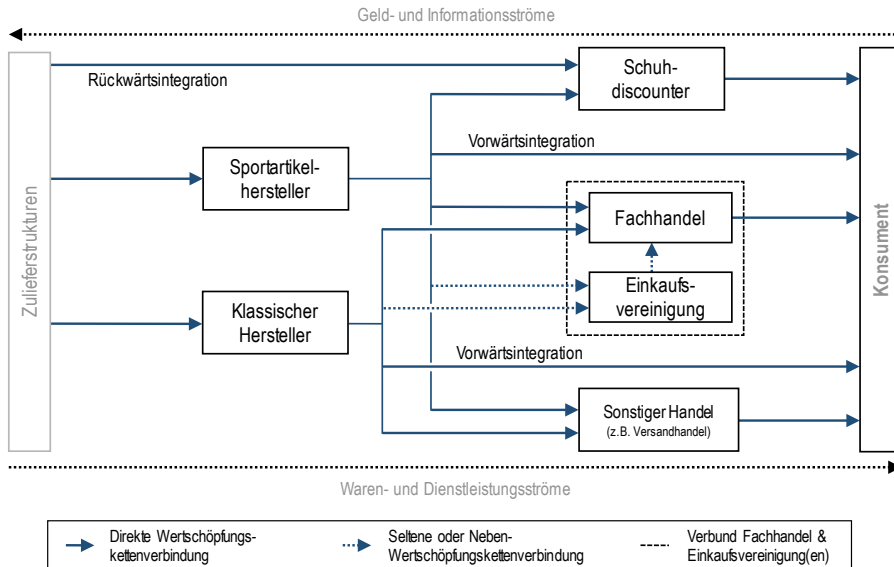 Geld- und Informationsströme
Zulieferstrukturen
Rückwärtsintegration
Schuh-
discounter
Vorwärtsintegration
Sportartikel-
hersteller
Fachhandel
Einkaufs-
vereinigung
Klassischer
Hersteller
Vorwärtsintegration
Sonstiger Handel
(z.B. Versandhandel)
Konsument
Waren- und Dienstleistungsströme
Direkte Wertschöpfungs-
kettenverbindung
Seltene oder Neben-
Wertschöpfungskettenverbindung
Verbund Fachhandel &
Einkaufsvereinigung(en)